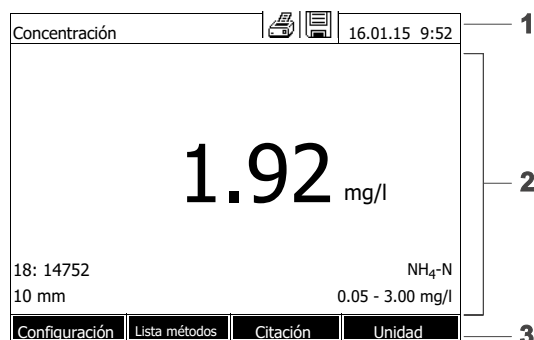 Concentración 16.01.15 9:52 1
1.92 mg/l 2
18: 14752 NH₄-N
10 mm 0.05 - 3.00 mg/l
Configuración Lista métodos Citación Unidad 3